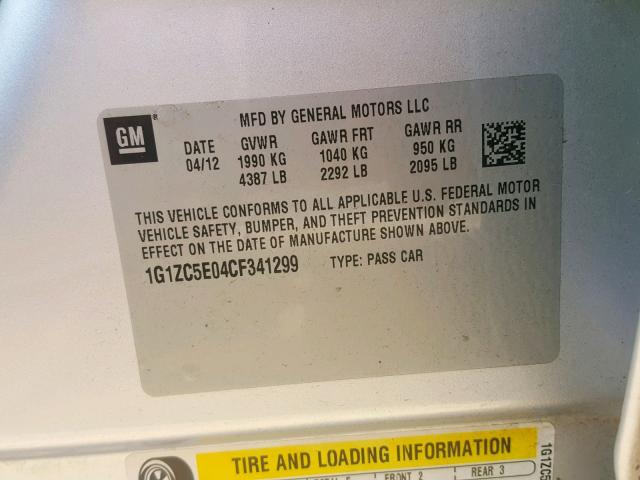 MFD BY GENERAL MOTORS LLC
GM ®
DATE GVWR GAWR FRT GAWR RR
04/12 1990 KG 1040 KG 950 KG
4387 LB 2292 LB 2095 LB
THIS VEHICLE CONFORMS TO ALL APPLICABLE U.S. FEDERAL MOTOR
VEHICLE SAFETY, BUMPER, AND THEFT PREVENTION STANDARDS IN
EFFECT ON THE DATE OF MANUFACTURE SHOWN ABOVE.
1G1ZC5E04CF341299 TYPE: PASS CAR
TIRE AND LOADING INFORMATION
FRONT 2 REAR 3
1G1ZC5